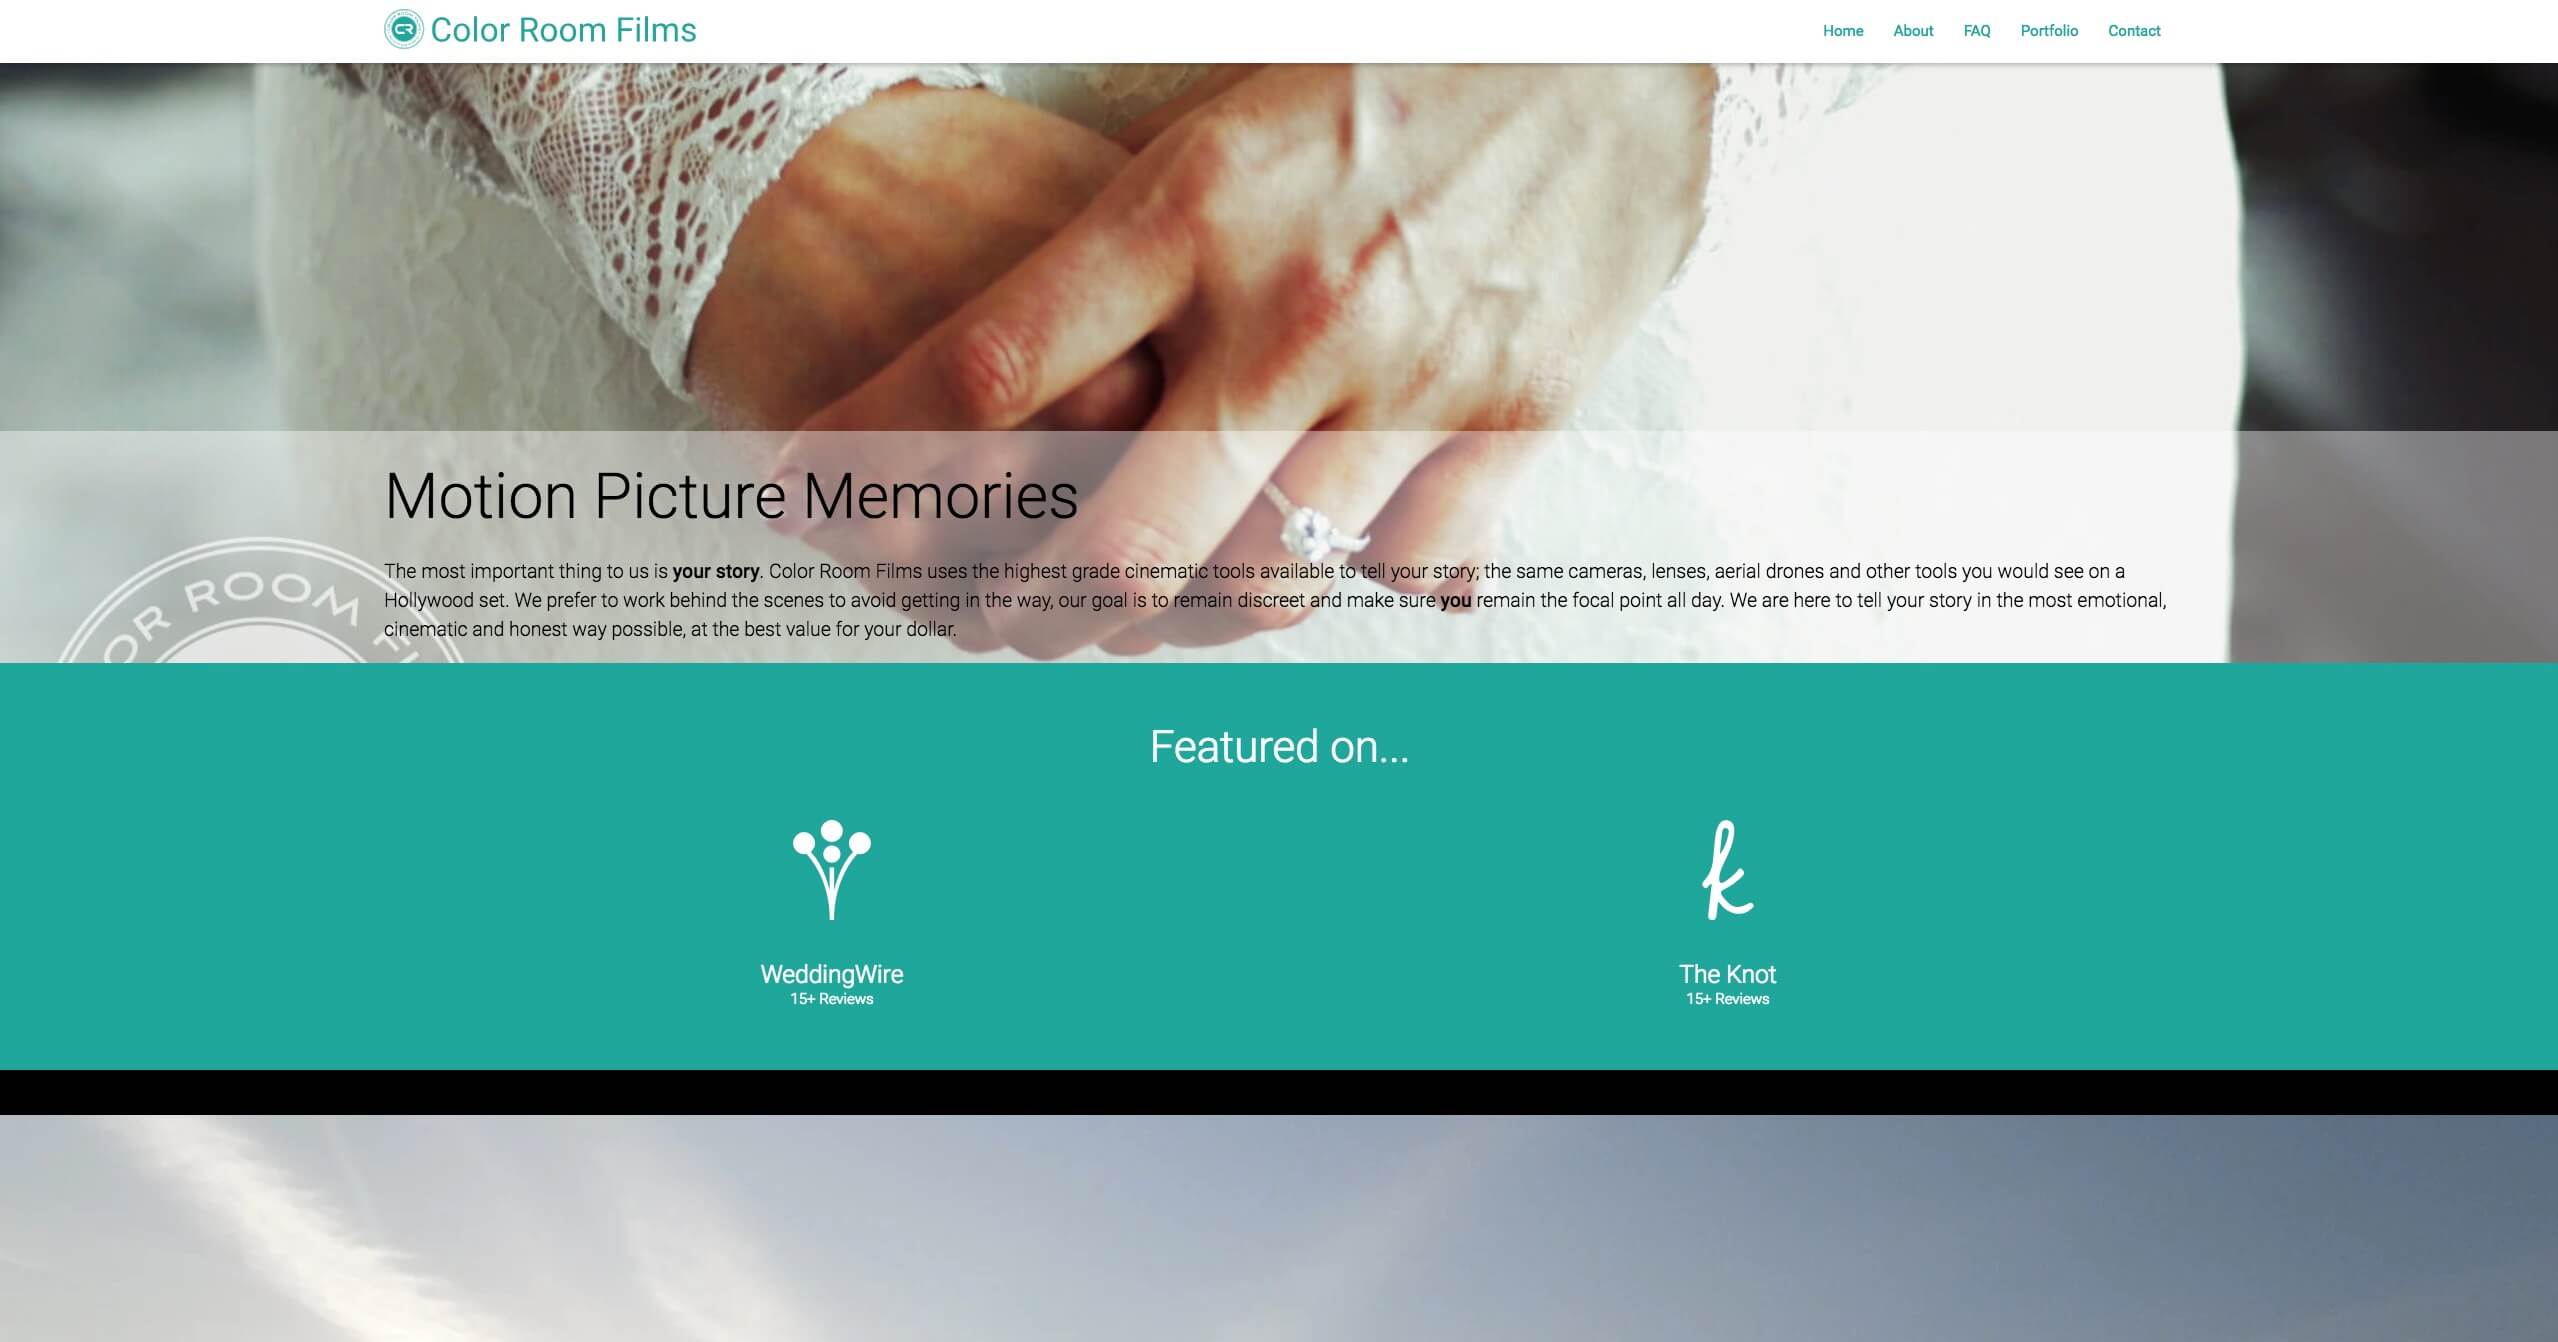 CR Color Room Films
Home About FAQ Portfolio Contact
Motion Picture Memories
The most important thing to us is your story. Color Room Films uses the highest grade cinematic tools available to tell your story; the same cameras, lenses, aerial drones and other tools you would see on a
Hollywood set. We prefer to work behind the scenes to avoid getting in the way, our goal is to remain discreet and make sure you remain the focal point all day. We are here to tell your story in the most emotional,
cinematic and honest way possible, at the best value for your dollar.
ROOM
Featured on...
k
WeddingWire
The Knot
15+ Reviews
15+ Reviews